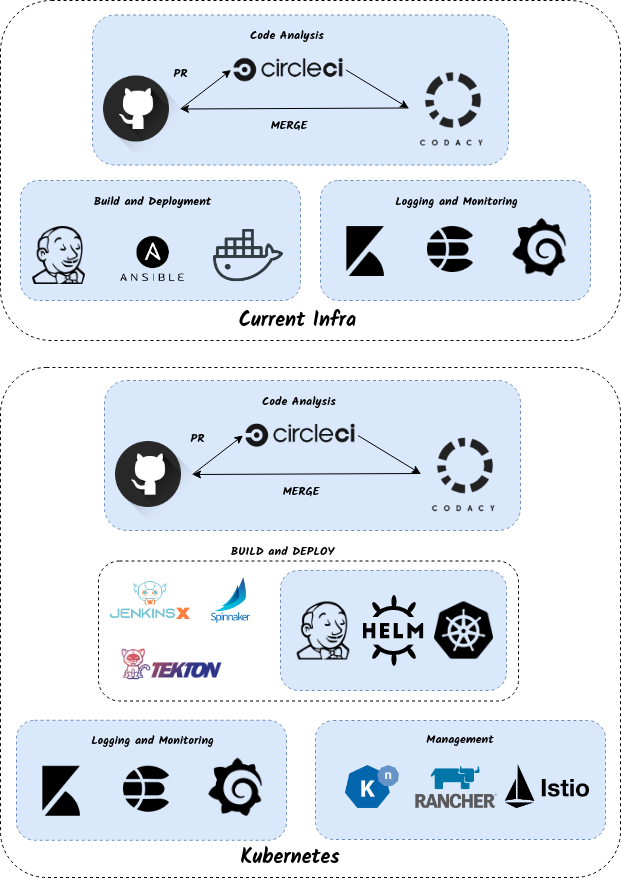 Code Analysis
PR
circleci
MERGE
CODACY
Build and Deployment
Logging and Monitoring
A
ANSIBLE
Current Infra
Code Analysis
PR
circleci
MERGE
CODACY
BUILD and DEPLOY
JENKINS X
Spinnaker
HELM
TEKTON
Logging and Monitoring
Management
K
n
RANCHER
Istio
Kubernetes